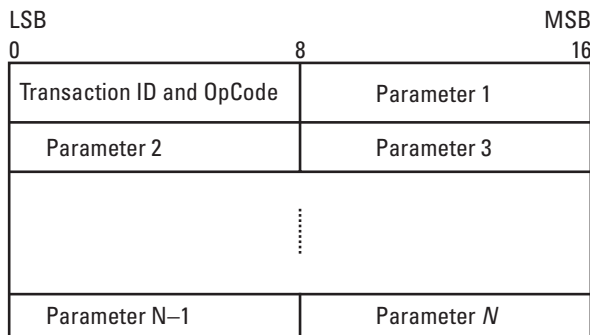 LSB MSB
0 8 16
Transaction ID and OpCode Parameter 1
Parameter 2 Parameter 3
Parameter N–1 Parameter N